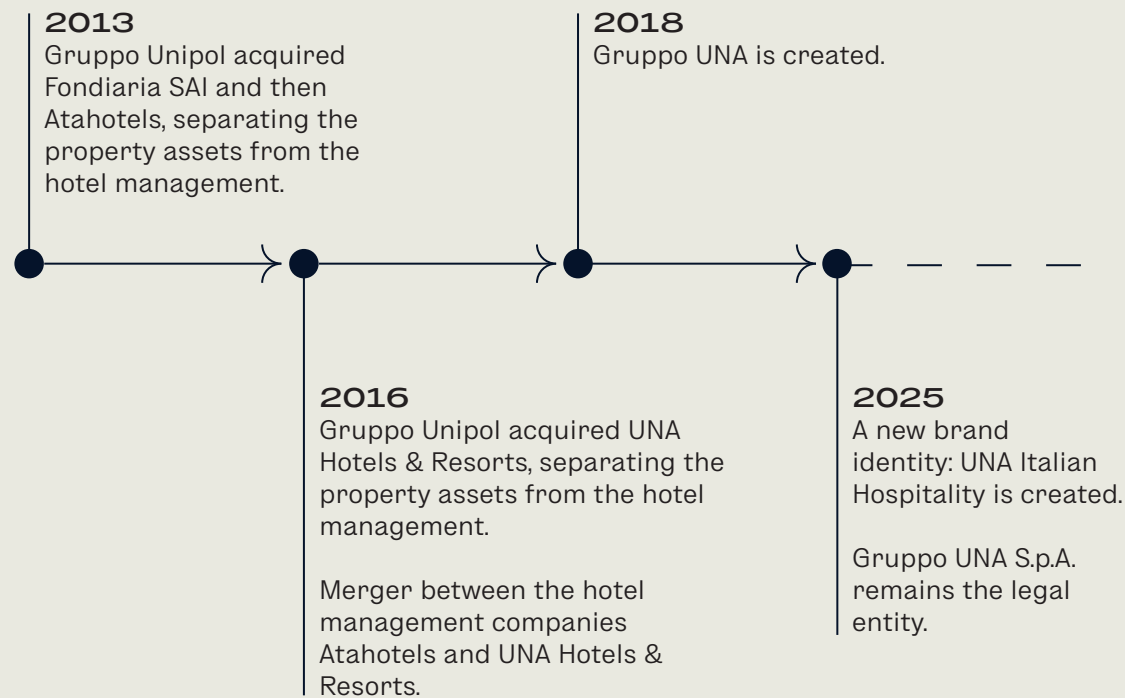 2013
Gruppo Unipol acquired
Fondiaria SAI and then
Atahotels, separating the
property assets from the
hotel management.
2016
Gruppo Unipol acquired UNA
Hotels & Resorts, separating the
property assets from the hotel
management.
Merger between the hotel
management companies
Atahotels and UNA Hotels &
Resorts.
2018
Gruppo UNA is created.
2025
A new brand
identity: UNA Italian
Hospitality is created.
Gruppo UNA S.p.A.
remains the legal
entity.